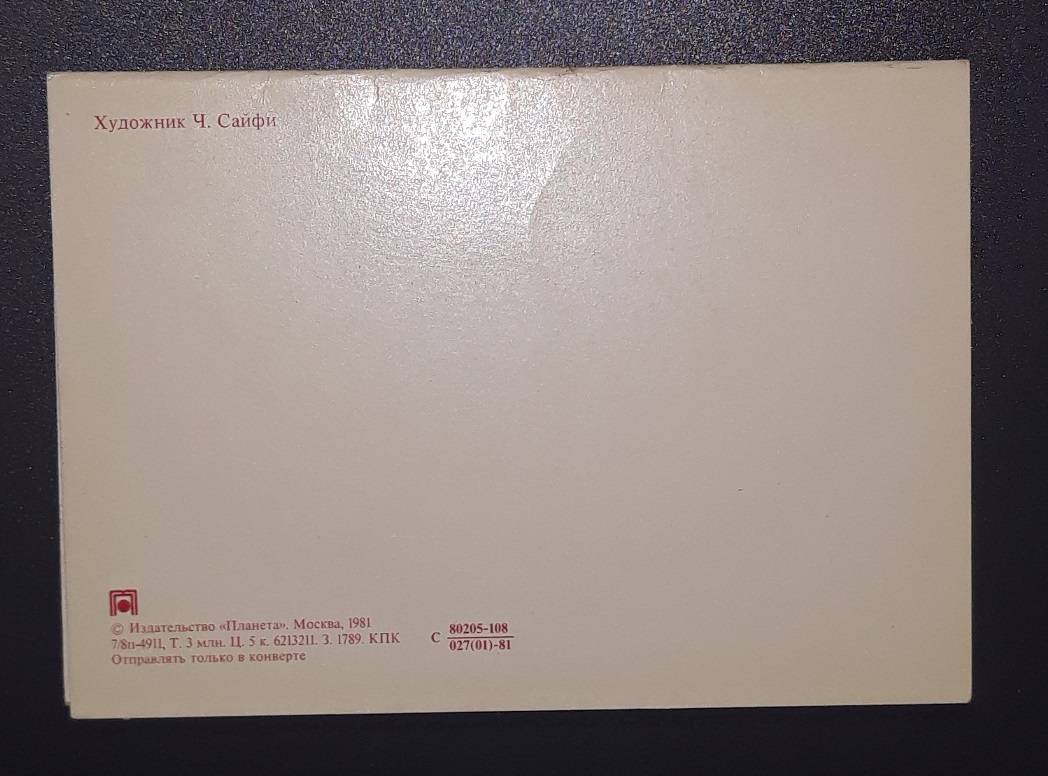 Художник Ч. Сайфи
© Издательство «Планета». Москва, 1981
7/8п-4911, Т. 3 млн. Ц. 5 к. 6213211. З. 1789. КПК
Отправлять только в конверте
С 80205-108
027(01)-81